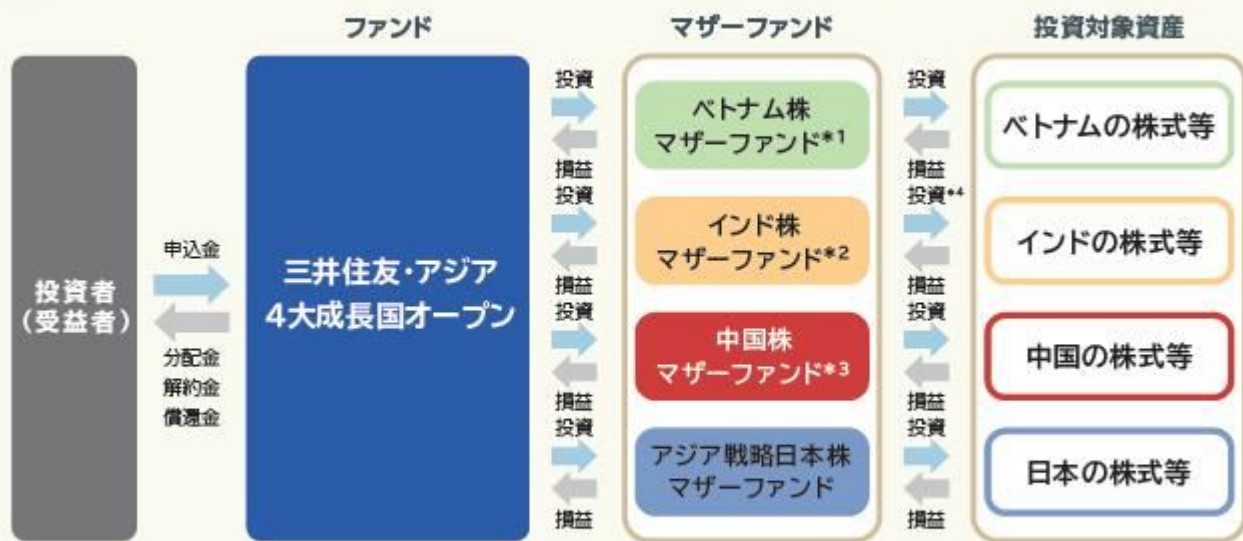 ファンド
マザーファンド
投資対象資産
投資者
(受益者)
申込金
分配金
解約金
償還金
三井住友・アジア
4大成長国オープン
投資
損益
投資
損益
投資
損益
投資
損益
ベトナム株
マザーファンド*1
インド株
マザーファンド*2
中国株
マザーファンド*3
アジア戦略日本株
マザーファンド
投資
損益
投資*4
損益
投資
損益
投資
損益
ベトナムの株式等
インドの株式等
中国の株式等
日本の株式等